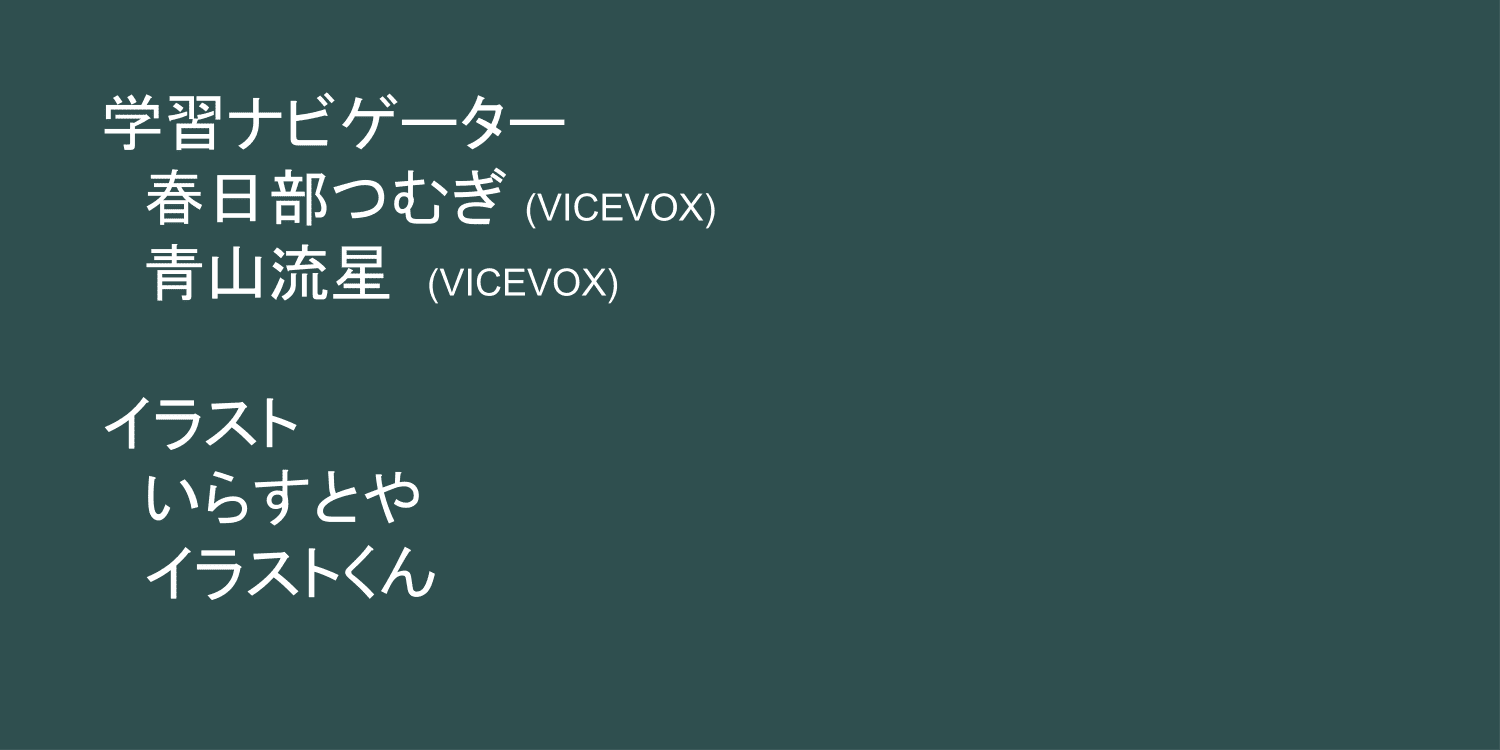 学習ナビゲーター
春日部つむぎ (VICEVOX)
青山流星 (VICEVOX)
イラスト
いらすとや
イラストくん